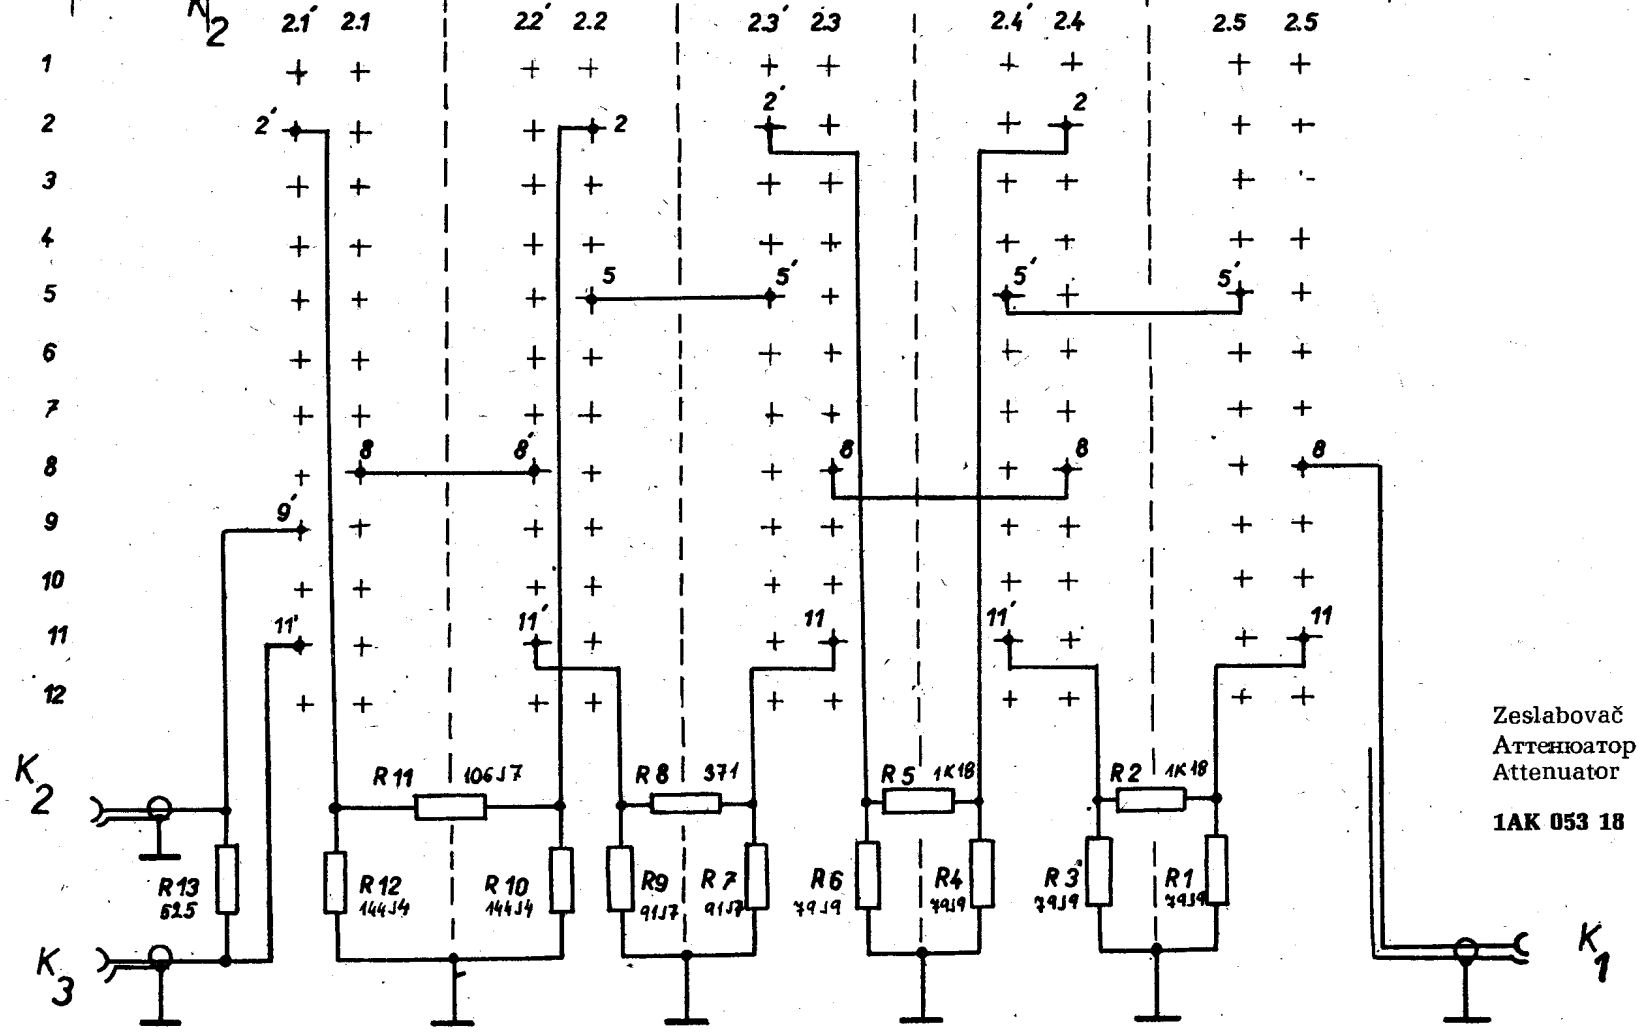 K2
2.1′ 2.1 2.2′ 2.2 2.3′ 2.3 2.4′ 2.4 2.5 2.5
1
2 2′ 2 2′ 2
3
4
5 5 5′ 5′ 5′
6
7
8 8 8′ 8 8 8
9 9′
10
11 11′ 11′ 11 11′ 11
12
Zeslabovač
Аттенюатор
Attenuator
1AK 053 18
K2
R11 106J7 R8 371 R5 1K18 R2 1K18
R13 R12 R10 R9 R7 R6 R4 R3 R1
625 144J4 144J4 91J7 91J7 79J9 79J9 79J9 79J9
K3
K1